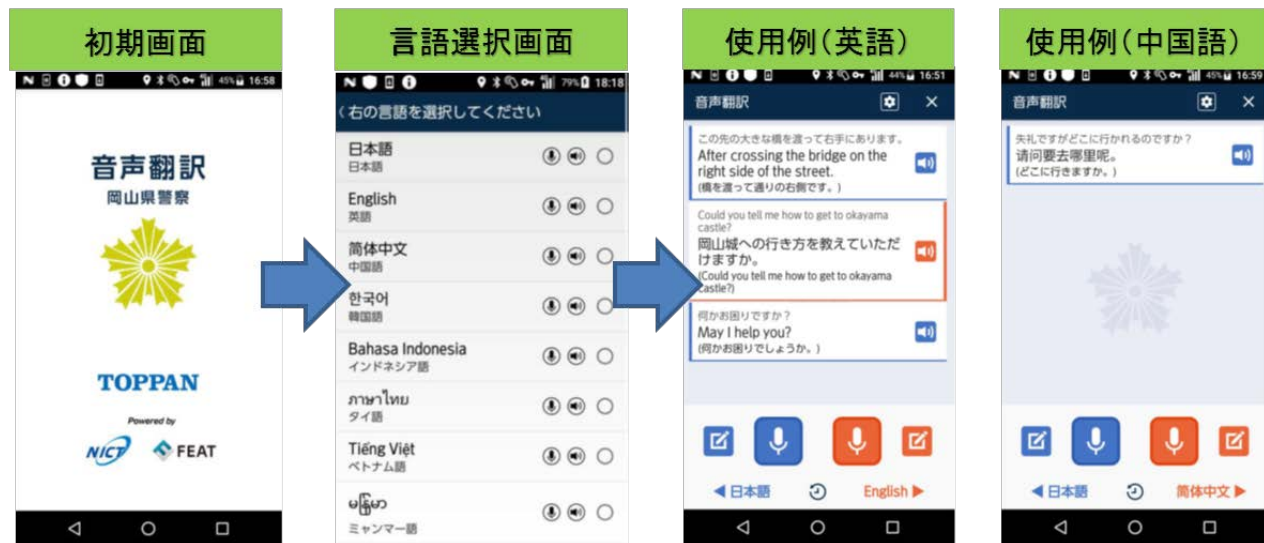 初期画面
45% 16:58
音声翻訳
岡山県警察
TOPPAN
Powered by
NICT FEAT
言語選択画面
79% 18:18
〈右の言語を選択してください
日本語
日本語
English
英語
简体中文
中国語
한국어
韓国語
Bahasa Indonesia
インドネシア語
ภาษาไทย
タイ語
Tiếng Việt
ベトナム語
မြန်မာ
ミャンマー語
使用例(英語)
44% 16:51
音声翻訳
この先の大きな橋を渡って右手にあります。
After crossing the bridge on the
right side of the street.
(橋を渡って通りの右側です。)
Could you tell me how to get to okayama
castle?
岡山城への行き方を教えていただ
けますか。
(Could you tell me how to get to okayama
castle?)
何かお困りですか?
May I help you?
(何かお困りでしょうか。)
◀日本語 English▶
使用例(中国語)
45% 16:59
音声翻訳
失礼ですがどこに行かれるのですか?
请问要去哪里呢。
(どこに行きますか。)
◀日本語 简体中文▶